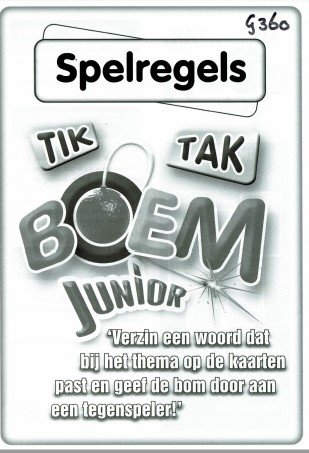 G360
Spelregels
TIK TAK
BOEM
JUNIOR
‘Verzin een woord dat
bij het thema op de kaarten
past en geef de bom door aan
een tegenspeler!’